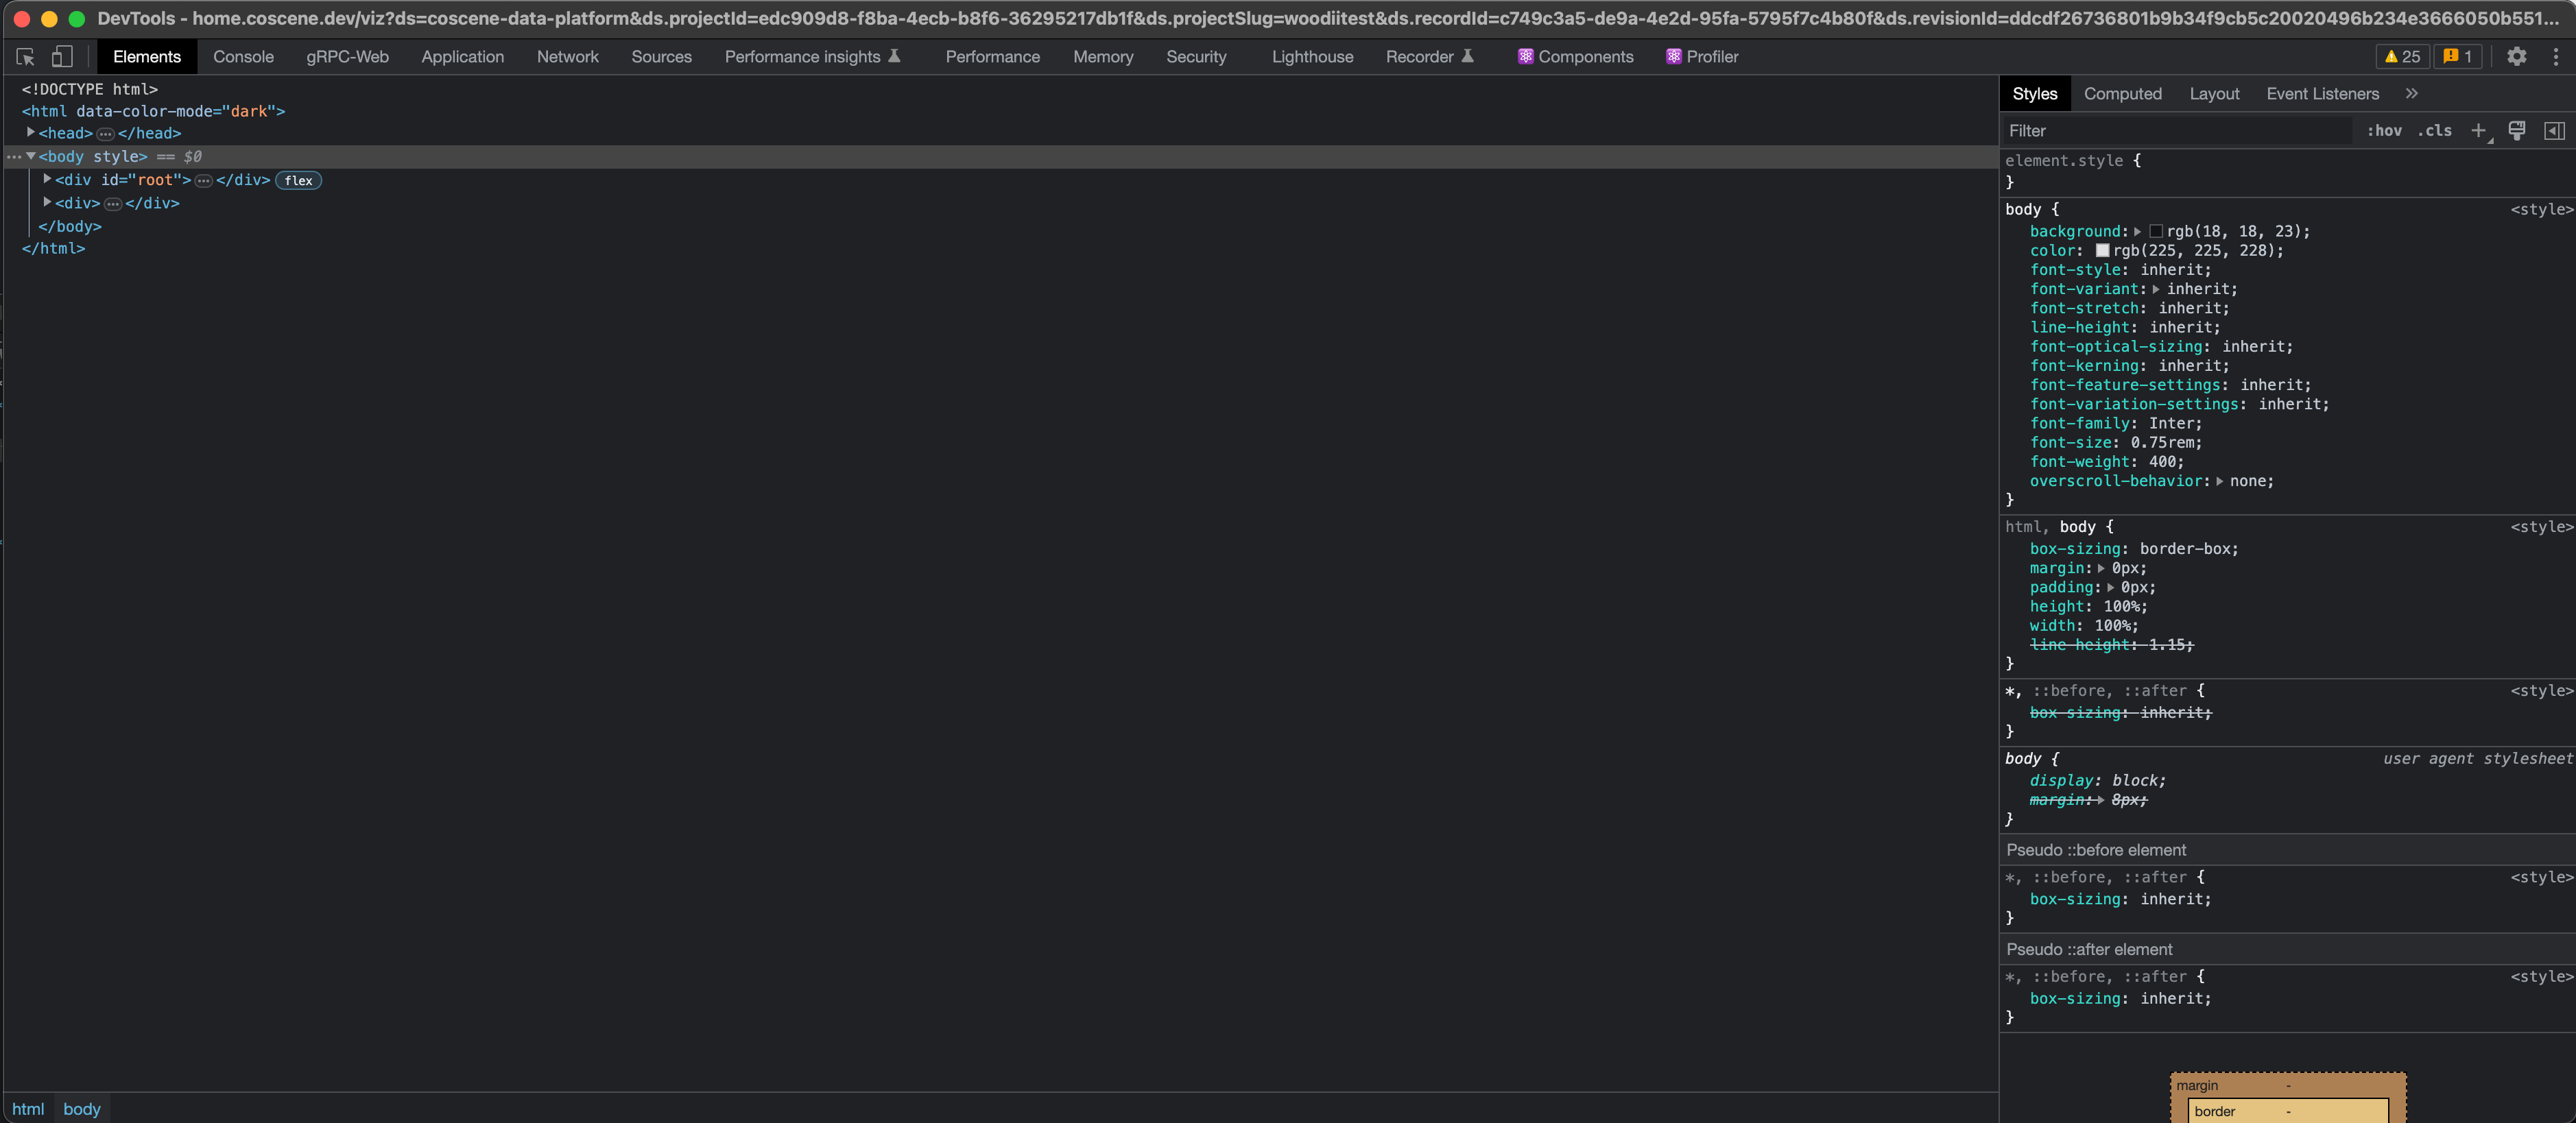 DevTools - home.coscene.dev/viz?ds=coscene-data-platform&ds.projectId=edc909d8-f8ba-4ecb-b8f6-36295217db1f&ds.projectSlug=woodiitest&ds.recordId=c749c3a5-de9a-4e2d-95fa-5795f7c4b80f&ds.revisionId=ddcdf26736801b9b34f9cb5c20020496b234e3666050b551...
Elements Console gRPC-Web Application Network Sources Performance insights Performance Memory Security Lighthouse Recorder Components Profiler 25 1
<!DOCTYPE html>
<html data-color-mode="dark">
<head>…</head>
<body style> == $0
<div id="root">…</div> flex
<div>…</div>
</body>
</html>
html body
Styles Computed Layout Event Listeners »
Filter :hov .cls +
element.style {
}
body { <style>
background: rgb(18, 18, 23);
color: rgb(225, 225, 228);
font-style: inherit;
font-variant: inherit;
font-stretch: inherit;
line-height: inherit;
font-optical-sizing: inherit;
font-kerning: inherit;
font-feature-settings: inherit;
font-variation-settings: inherit;
font-family: Inter;
font-size: 0.75rem;
font-weight: 400;
overscroll-behavior: none;
}
html, body { <style>
box-sizing: border-box;
margin: 0px;
padding: 0px;
height: 100%;
width: 100%;
line-height: 1.15;
}
*, ::before, ::after { <style>
box-sizing: inherit;
}
body { user agent stylesheet
display: block;
margin: 8px;
}
Pseudo ::before element
*, ::before, ::after { <style>
box-sizing: inherit;
}
Pseudo ::after element
*, ::before, ::after { <style>
box-sizing: inherit;
}
margin -
border -